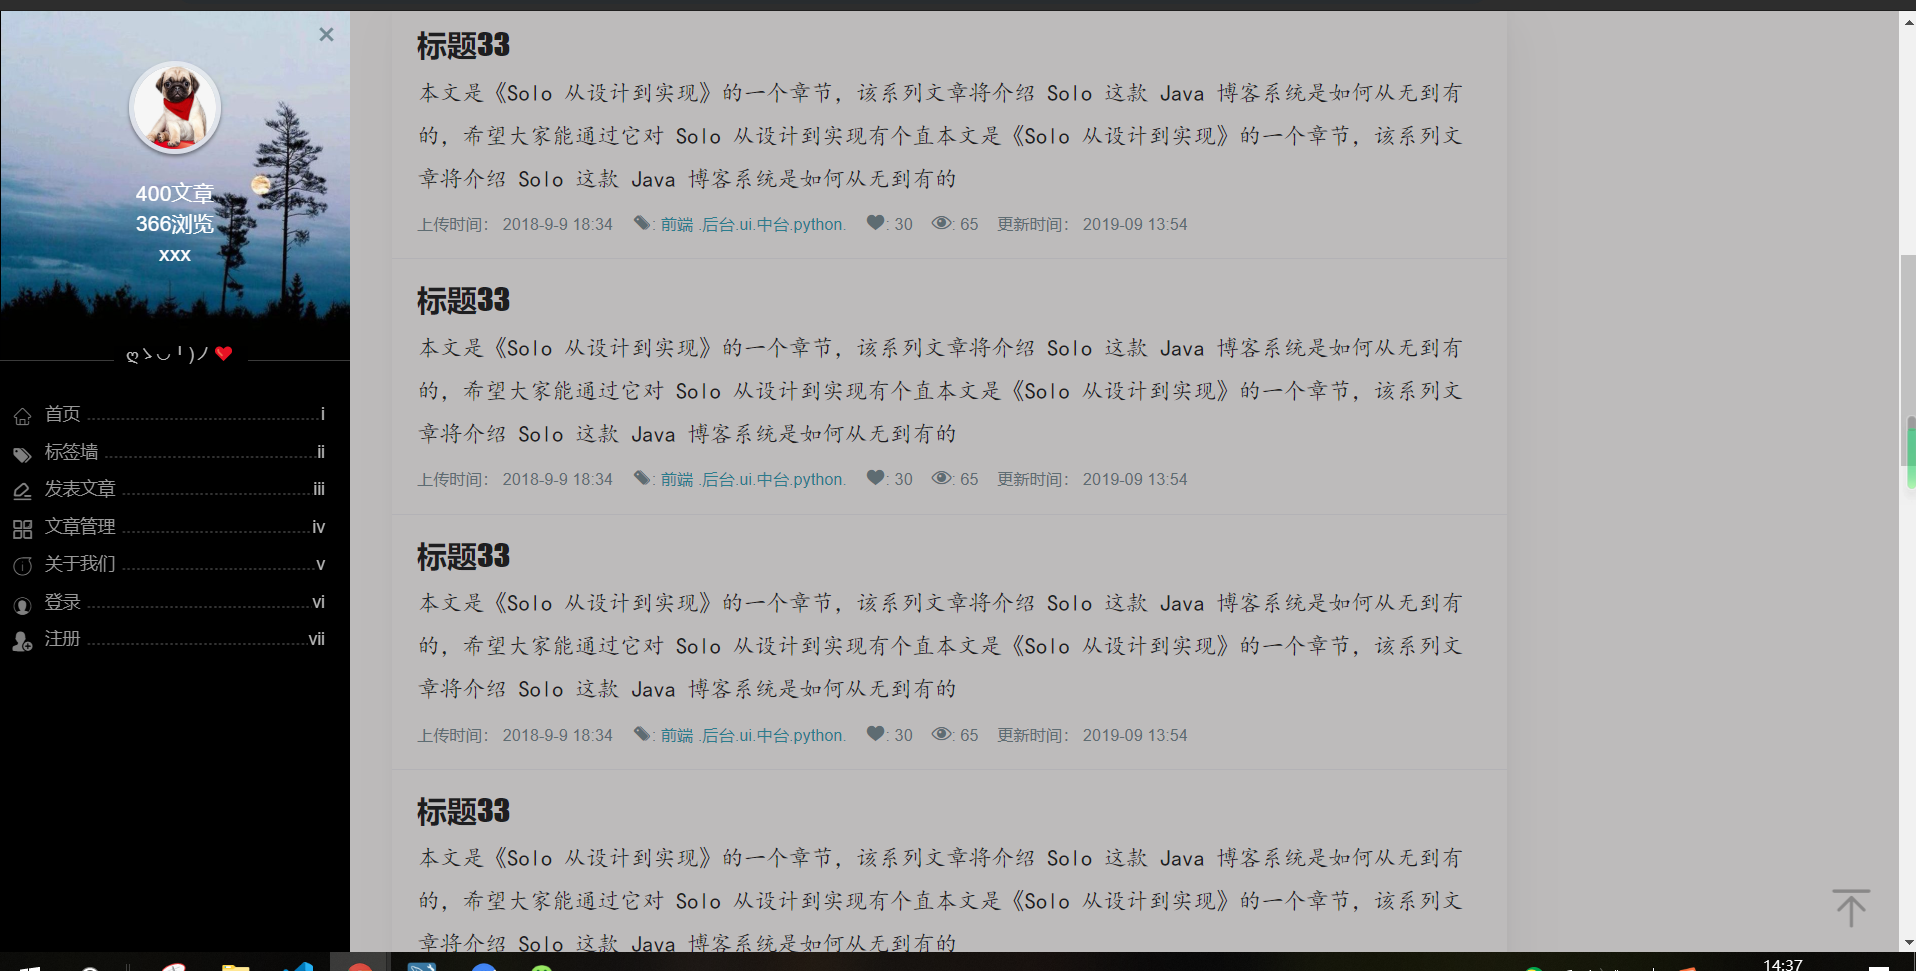 400文章
366浏览
xxx
ღゝ◡╹)ノ❤
首页 i
标签墙 ii
发表文章 iii
文章管理 iv
关于我们 v
登录 vi
注册 vii
标题33
本文是《Solo 从设计到实现》的一个章节，该系列文章将介绍 Solo 这款 Java 博客系统是如何从无到有
的，希望大家能通过它对 Solo 从设计到实现有个直本文是《Solo 从设计到实现》的一个章节，该系列文
章将介绍 Solo 这款 Java 博客系统是如何从无到有的
上传时间： 2018-9-9 18:34 : 前端 .后台.ui.中台.python. : 30 : 65 更新时间： 2019-09 13:54
标题33
本文是《Solo 从设计到实现》的一个章节，该系列文章将介绍 Solo 这款 Java 博客系统是如何从无到有
的，希望大家能通过它对 Solo 从设计到实现有个直本文是《Solo 从设计到实现》的一个章节，该系列文
章将介绍 Solo 这款 Java 博客系统是如何从无到有的
上传时间： 2018-9-9 18:34 : 前端 .后台.ui.中台.python. : 30 : 65 更新时间： 2019-09 13:54
标题33
本文是《Solo 从设计到实现》的一个章节，该系列文章将介绍 Solo 这款 Java 博客系统是如何从无到有
的，希望大家能通过它对 Solo 从设计到实现有个直本文是《Solo 从设计到实现》的一个章节，该系列文
章将介绍 Solo 这款 Java 博客系统是如何从无到有的
上传时间： 2018-9-9 18:34 : 前端 .后台.ui.中台.python. : 30 : 65 更新时间： 2019-09 13:54
标题33
本文是《Solo 从设计到实现》的一个章节，该系列文章将介绍 Solo 这款 Java 博客系统是如何从无到有
的，希望大家能通过它对 Solo 从设计到实现有个直本文是《Solo 从设计到实现》的一个章节，该系列文
章将介绍 Solo 这款 Java 博客系统是如何从无到有的
14:37